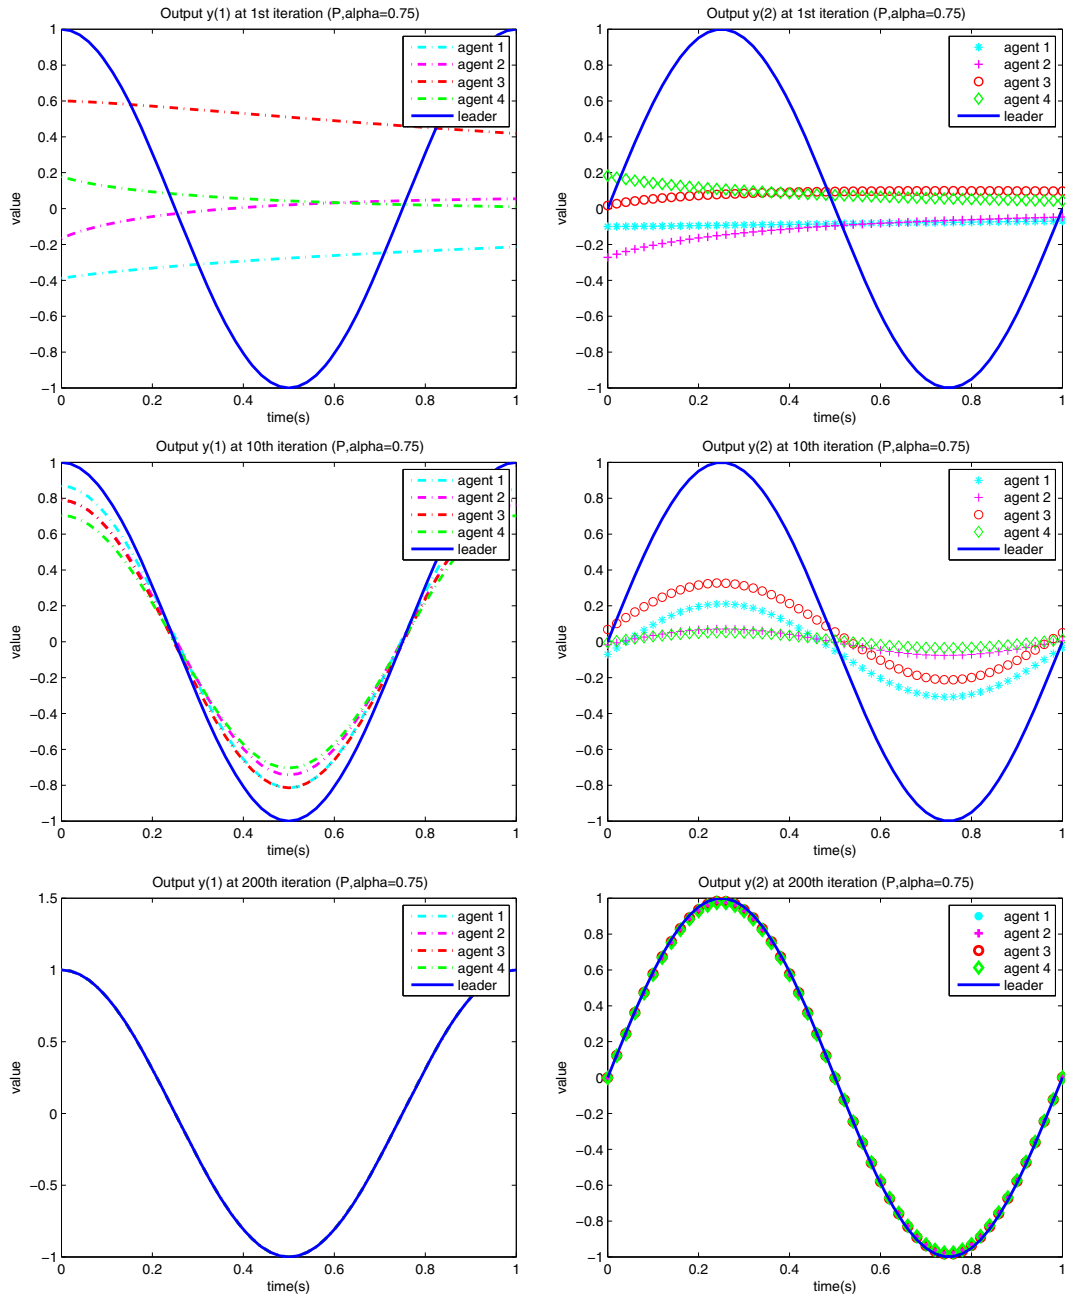 Output y(1) at 1st iteration (P,alpha=0.75)
1
0.8
0.6
0.4
0.2
0
−0.2
−0.4
−0.6
−0.8
−1
value
0 0.2 0.4 0.6 0.8 1
time(s)
agent 1
agent 2
agent 3
agent 4
leader
Output y(2) at 1st iteration (P,alpha=0.75)
1
0.8
0.6
0.4
0.2
0
−0.2
−0.4
−0.6
−0.8
−1
value
0 0.2 0.4 0.6 0.8 1
time(s)
agent 1
agent 2
agent 3
agent 4
leader
Output y(1) at 10th iteration (P,alpha=0.75)
1
0.8
0.6
0.4
0.2
0
−0.2
−0.4
−0.6
−0.8
−1
value
0 0.2 0.4 0.6 0.8 1
time(s)
agent 1
agent 2
agent 3
agent 4
leader
Output y(2) at 10th iteration (P,alpha=0.75)
1
0.8
0.6
0.4
0.2
0
−0.2
−0.4
−0.6
−0.8
−1
value
0 0.2 0.4 0.6 0.8 1
time(s)
agent 1
agent 2
agent 3
agent 4
leader
Output y(1) at 200th iteration (P,alpha=0.75)
1.5
1
0.5
0
−0.5
−1
value
0 0.2 0.4 0.6 0.8 1
time(s)
agent 1
agent 2
agent 3
agent 4
leader
Output y(2) at 200th iteration (P,alpha=0.75)
1
0.8
0.6
0.4
0.2
0
−0.2
−0.4
−0.6
−0.8
−1
value
0 0.2 0.4 0.6 0.8 1
time(s)
agent 1
agent 2
agent 3
agent 4
leader